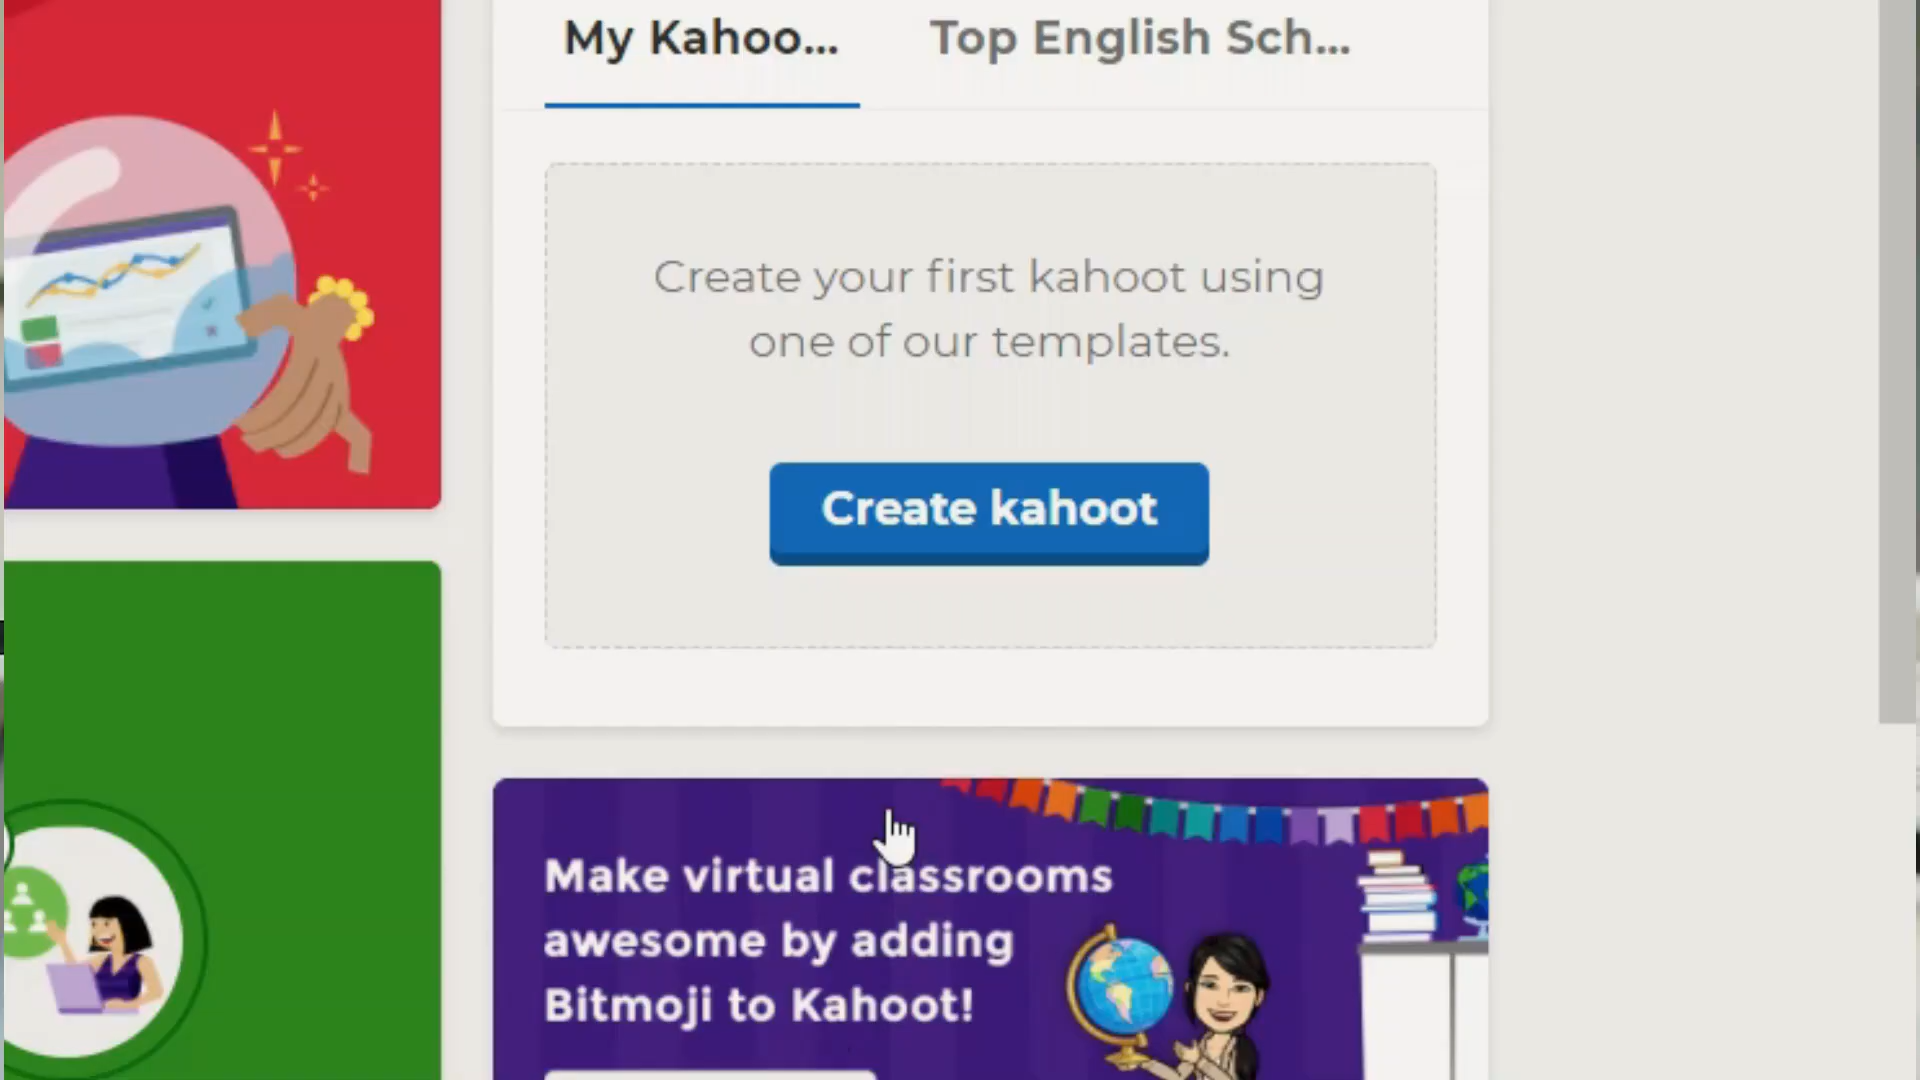 My Kahoo...
Top English Sch...
Create your first kahoot using
one of our templates.
Create kahoot
Make virtual classrooms
awesome by adding
Bitmoji to Kahoot!